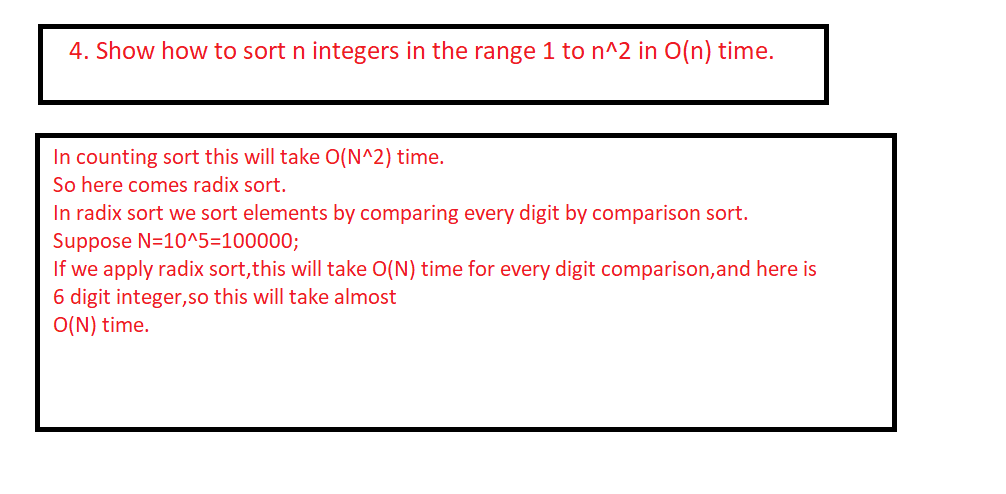 4. Show how to sort n integers in the range 1 to n^2 in O(n) time.
In counting sort this will take O(N^2) time.
So here comes radix sort.
In radix sort we sort elements by comparing every digit by comparison sort.
Suppose N=10^5=100000;
If we apply radix sort,this will take O(N) time for every digit comparison,and here is
6 digit integer,so this will take almost
O(N) time.